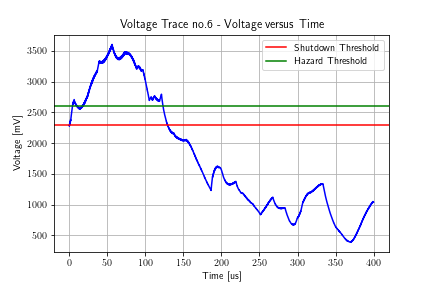 Voltage Trace no.6 - Voltage versus Time
Shutdown Threshold
Hazard Threshold
Voltage [mV]
3500
3000
2500
2000
1500
1000
500
0 50 100 150 200 250 300 350 400
Time [us]